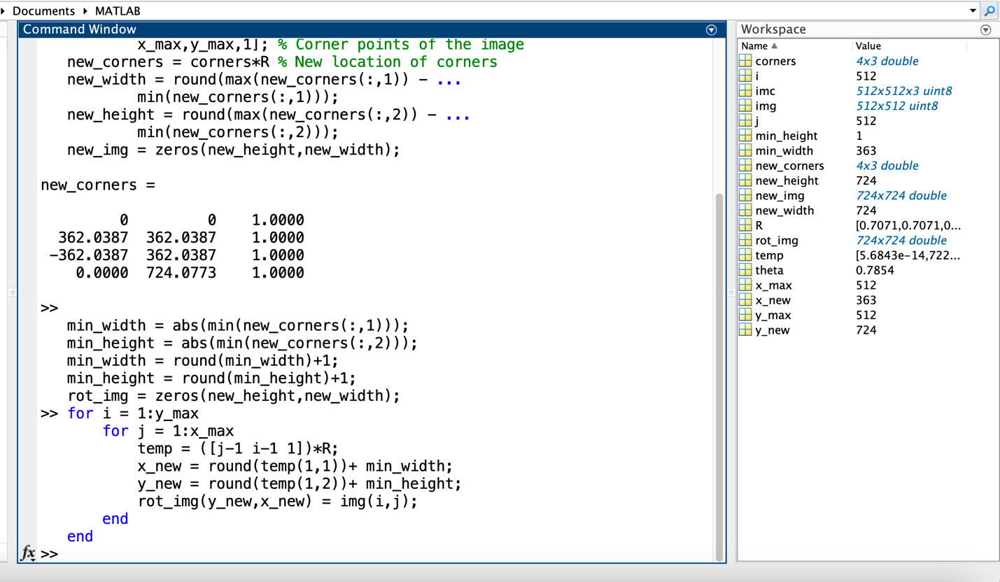 Documents MATLAB
Command Window
x_max,y_max,1]; % Corner points of the image
new_corners = corners*R % New location of corners
new_width = round(max(new_corners(:,1)) - ...
min(new_corners(:,1)));
new_height = round(max(new_corners(:,2)) - ...
min(new_corners(:,2)));
new_img = zeros(new_height,new_width);
new_corners =
0 0 1.0000
362.0387 362.0387 1.0000
-362.0387 362.0387 1.0000
0.0000 724.0773 1.0000
>>
min_width = abs(min(new_corners(:,1)));
min_height = abs(min(new_corners(:,2)));
min_width = round(min_width)+1;
min_height = round(min_height)+1;
rot_img = zeros(new_height,new_width);
>> for i = 1:y_max
for j = 1:x_max
temp = ([j-1 i-1 1])*R;
x_new = round(temp(1,1))+ min_width;
y_new = round(temp(1,2))+ min_height;
rot_img(y_new,x_new) = img(i,j);
end
end
fx >>
Workspace
Name Value
corners 4x3 double
i 512
imc 512x512x3 uint8
img 512x512 uint8
j 512
min_height 1
min_width 363
new_corners 4x3 double
new_height 724
new_img 724x724 double
new_width 724
R [0.7071,0.7071,0...
rot_img 724x724 double
temp [5.6843e-14,722...
theta 0.7854
x_max 512
x_new 363
y_max 512
y_new 724